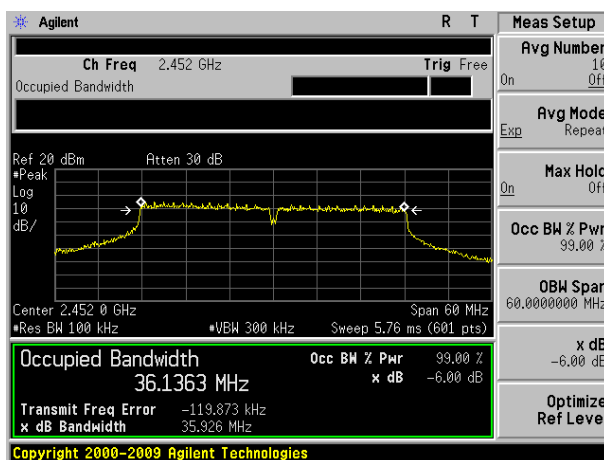 Agilent R T
Meas Setup
Ch Freq 2.452 GHz Trig Free
Occupied Bandwidth
Ref 20 dBm Atten 30 dB
#Peak
Log
10
dB/
Center 2.452 0 GHz Span 60 MHz
#Res BW 100 kHz #VBW 300 kHz Sweep 5.76 ms (601 pts)
Occupied Bandwidth
36.1363 MHz
Occ BW % Pwr 99.00 %
x dB -6.00 dB
Transmit Freq Error -119.873 kHz
x dB Bandwidth 35.926 MHz
Copyright 2000-2009 Agilent Technologies
Avg Number
10
On Off
Avg Mode
Exp Repeat
Max Hold
On Off
Occ BW % Pwr
99.00 %
OBW Span
60.0000000 MHz
x dB
-6.00 dB
Optimize
Ref Level